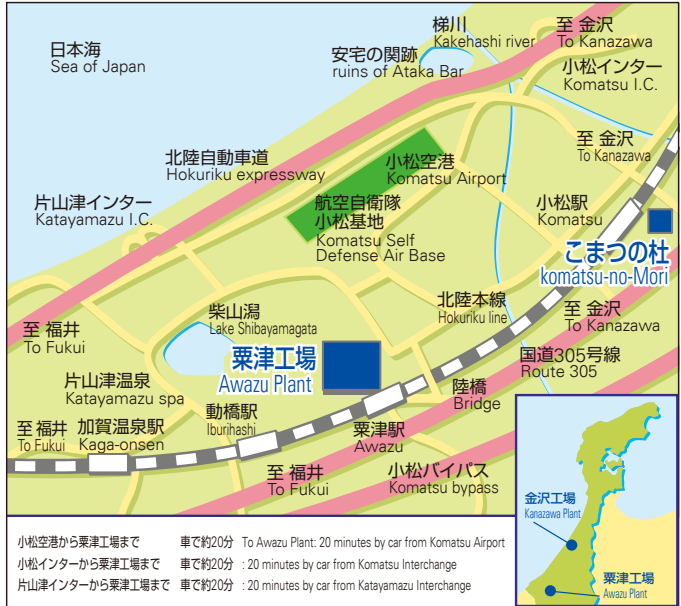 日本海
Sea of Japan
梯川
Kakehashi river
至 金沢
To Kanazawa
安宅の関跡
ruins of Ataka Bar
小松インター
Komatsu I.C.
北陸自動車道
Hokuriku expressway
小松空港
Komatsu Airport
至 金沢
To Kanazawa
片山津インター
Katayamazu I.C.
航空自衛隊
小松基地
Komatsu Self
Defense Air Base
小松駅
Komatsu
こまつの杜
komátsu-no-Mori
柴山潟
Lake Shibayamagata
北陸本線
Hokuriku line
至 金沢
To Kanazawa
至 福井
To Fukui
粟津工場
Awazu Plant
国道305号線
Route 305
片山津温泉
Katayamazu spa
陸橋
Bridge
動橋駅
Iburihashi
至 福井
To Fukui
加賀温泉駅
Kaga-onsen
粟津駅
Awazu
至 福井
To Fukui
小松バイパス
Komatsu bypass
金沢工場
Kanazawa Plant
粟津工場
Awazu Plant
小松空港から粟津工場まで 車で約20分 To Awazu Plant: 20 minutes by car from Komatsu Airport
小松インターから粟津工場まで 車で約20分 : 20 minutes by car from Komatsu Interchange
片山津インターから粟津工場まで 車で約20分 : 20 minutes by car from Katayamazu Interchange